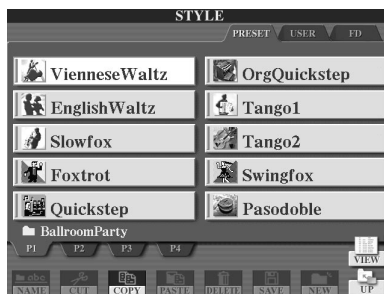 STYLE
PRESET USER FD
VienneseWaltz
OrgQuickstep
EnglishWaltz
Tango1
Slowfox
Tango2
Foxtrot
Swingfox
Quickstep
Pasodoble
BallroomParty
P1 P2 P3 P4
VIEW
abc
NAME CUT COPY PASTE DELETE SAVE NEW UP